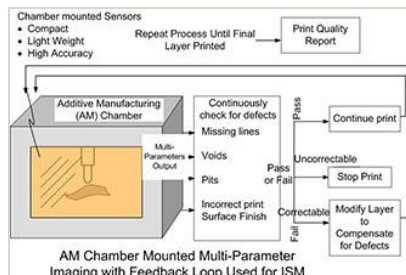 Chamber mounted Sensors
• Compact
• Light Weight
• High Accuracy
Repeat Process Until Final
Layer Printed
Print Quality
Report
Additive Manufacturing
(AM) Chamber
Multi-
Parameters
Output
Continuously
check for defects
Missing lines
Voids
Pits
Incorrect print
Surface Finish
Pass
or Fail
Pass
Continue print
Uncorrectable
Stop Print
Correctable
Fail
Modify Layer
to
Compensate
for Defects
AM Chamber Mounted Multi-Parameter
Imaging with Feedback Loop Used for ISM